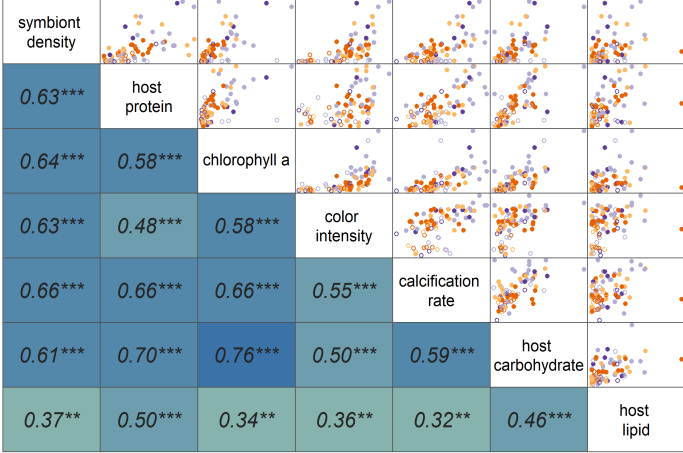 symbiont
density
0.63***
host
protein
0.64***
0.58***
chlorophyll a
0.63***
0.48***
0.58***
color
intensity
0.66***
0.66***
0.66***
0.55***
calcification
rate
0.61***
0.70***
0.76***
0.50***
0.59***
host
carbohydrate
0.37**
0.50***
0.34**
0.36**
0.32**
0.46***
host
lipid